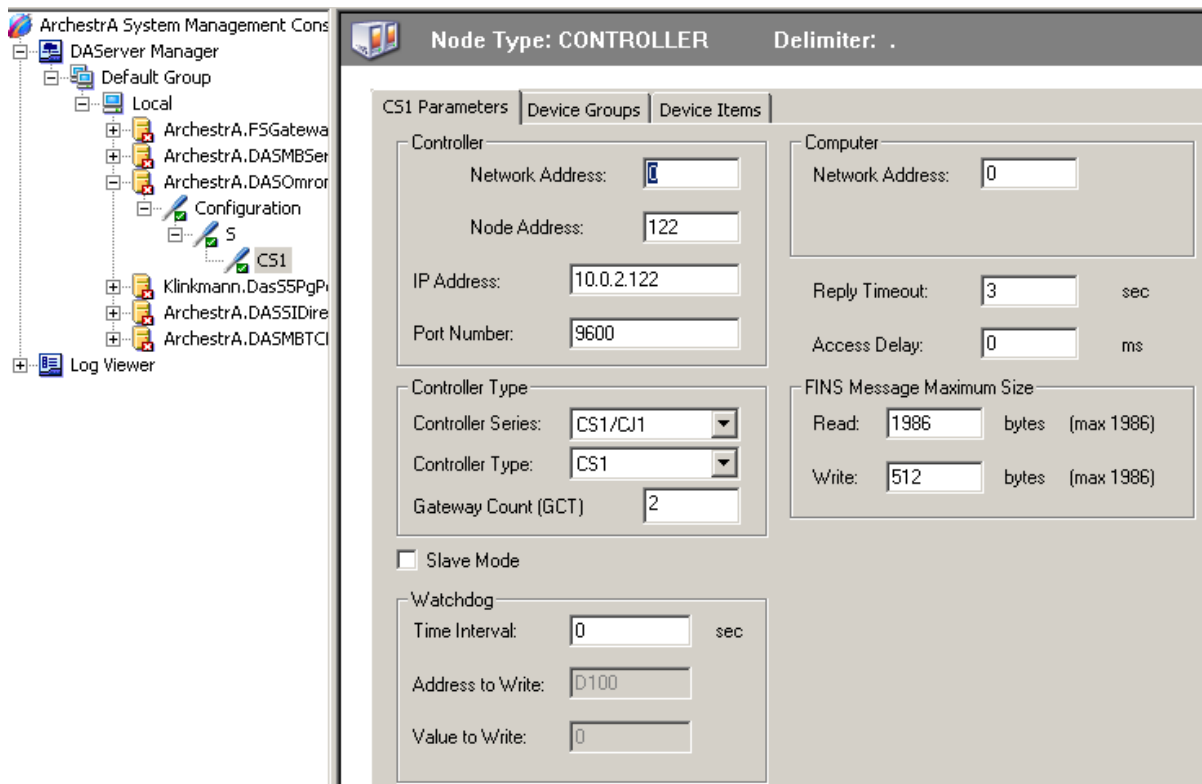 ArchestrA System Management Cons
DAServer Manager
Default Group
Local
ArchestrA.FSGatewa
ArchestrA.DASMBSer
ArchestrA.DASOmron
Configuration
S
CS1
Klinkmann.DasS5PgP
ArchestrA.DASSIDire
ArchestrA.DASMBTCI
Log Viewer
Node Type: CONTROLLER Delimiter: .
CS1 Parameters Device Groups Device Items
Controller
Network Address: 0
Node Address: 122
IP Address: 10.0.2.122
Port Number: 9600
Controller Type
Controller Series: CS1/CJ1
Controller Type: CS1
Gateway Count (GCT) 2
Slave Mode
Watchdog
Time Interval: 0 sec
Address to Write: D100
Value to Write: 0
Computer
Network Address: 0
Reply Timeout: 3 sec
Access Delay: 0 ms
FINS Message Maximum Size
Read: 1986 bytes (max 1986)
Write: 512 bytes (max 1986)